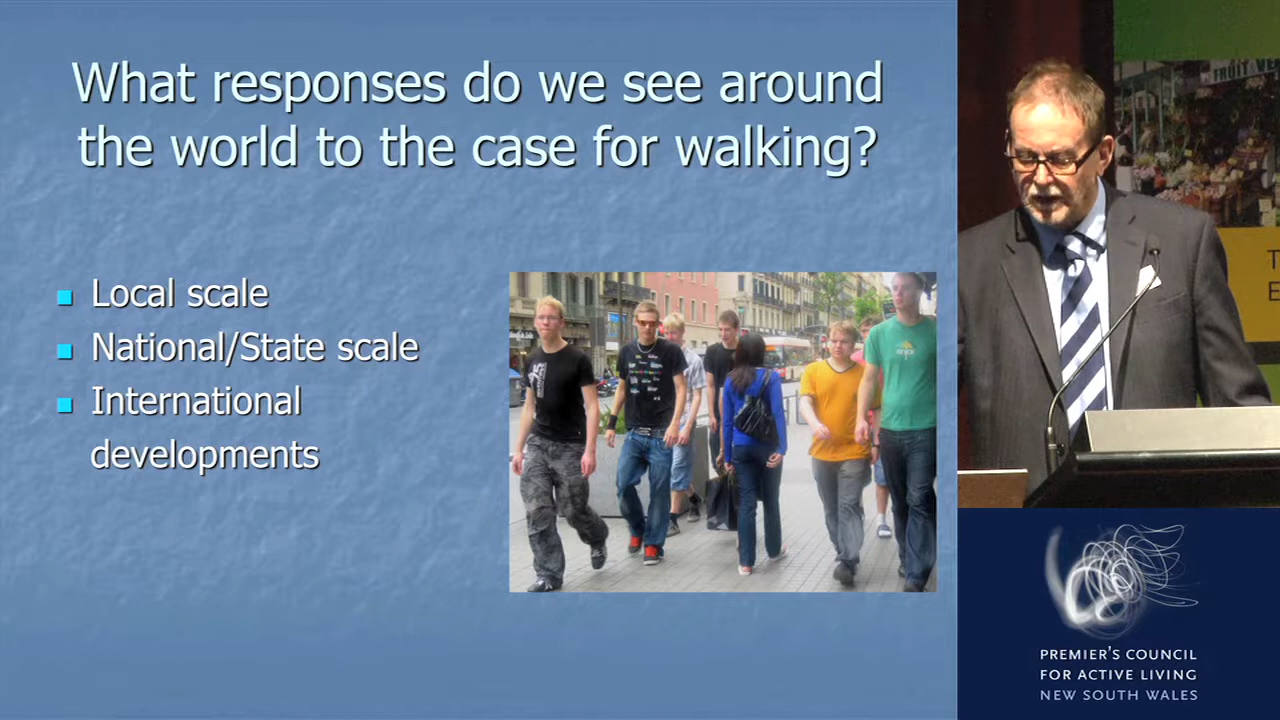 What responses do we see around
the world to the case for walking?
Local scale
National/State scale
International
developments
FRUIT
PREMIER'S COUNCIL
FOR ACTIVE LIVING
NEW SOUTH WALES